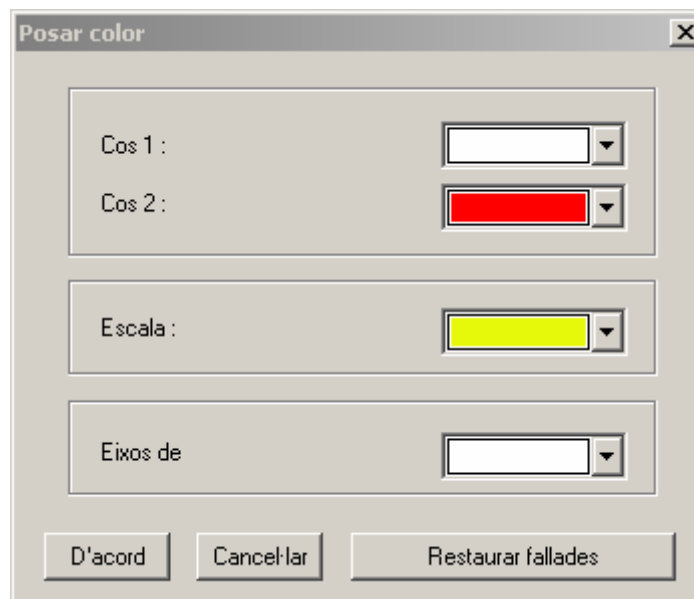 Posar color
Cos 1 :
Cos 2 :
Escala :
Eixos de
D'acord
Cancel·lar
Restaurar fallades